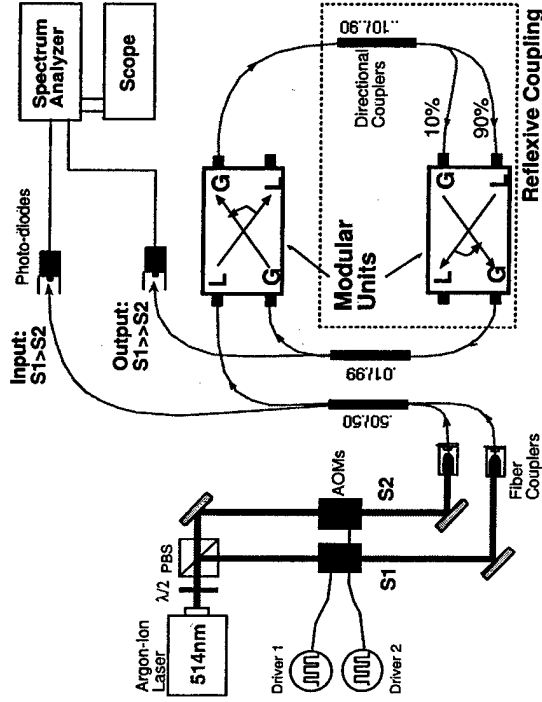 Argon-Ion
Laser
514nm
λ/2
PBS
Driver 1
Driver 2
AOMs
S1
S2
Fiber
Couplers
.50/.50
.01/.99
Input:
S1>S2
Output:
S1>>S2
Photo-diodes
Spectrum
Analyzer
Scope
L
G
G
L
Modular
Units
L
G
G
L
Directional
Couplers
..10/.90
10%
90%
Reflexive Coupling